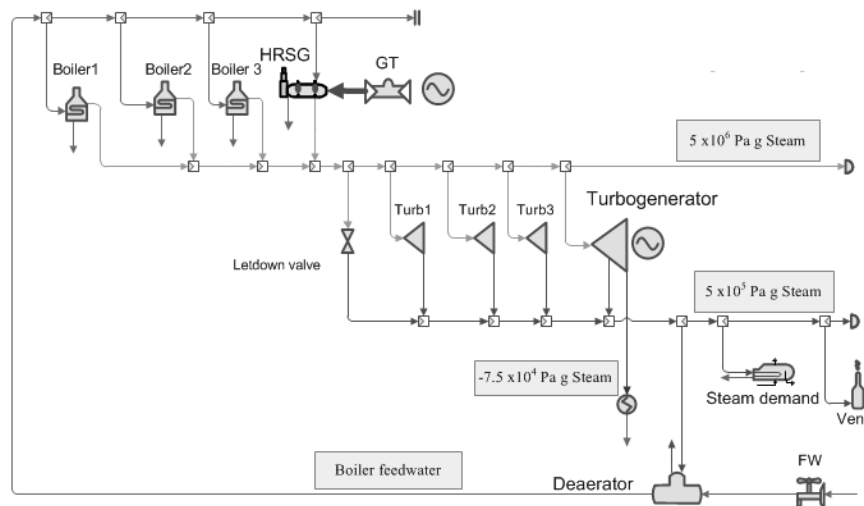 HRSG
GT
Boiler1
Boiler2
Boiler 3
5 x10⁶ Pa g Steam
Turb1
Turb2
Turb3
Turbogenerator
Letdown valve
5 x10⁵ Pa g Steam
-7.5 x10⁴ Pa g Steam
Steam demand
Ven
Boiler feedwater
Deaerator
FW